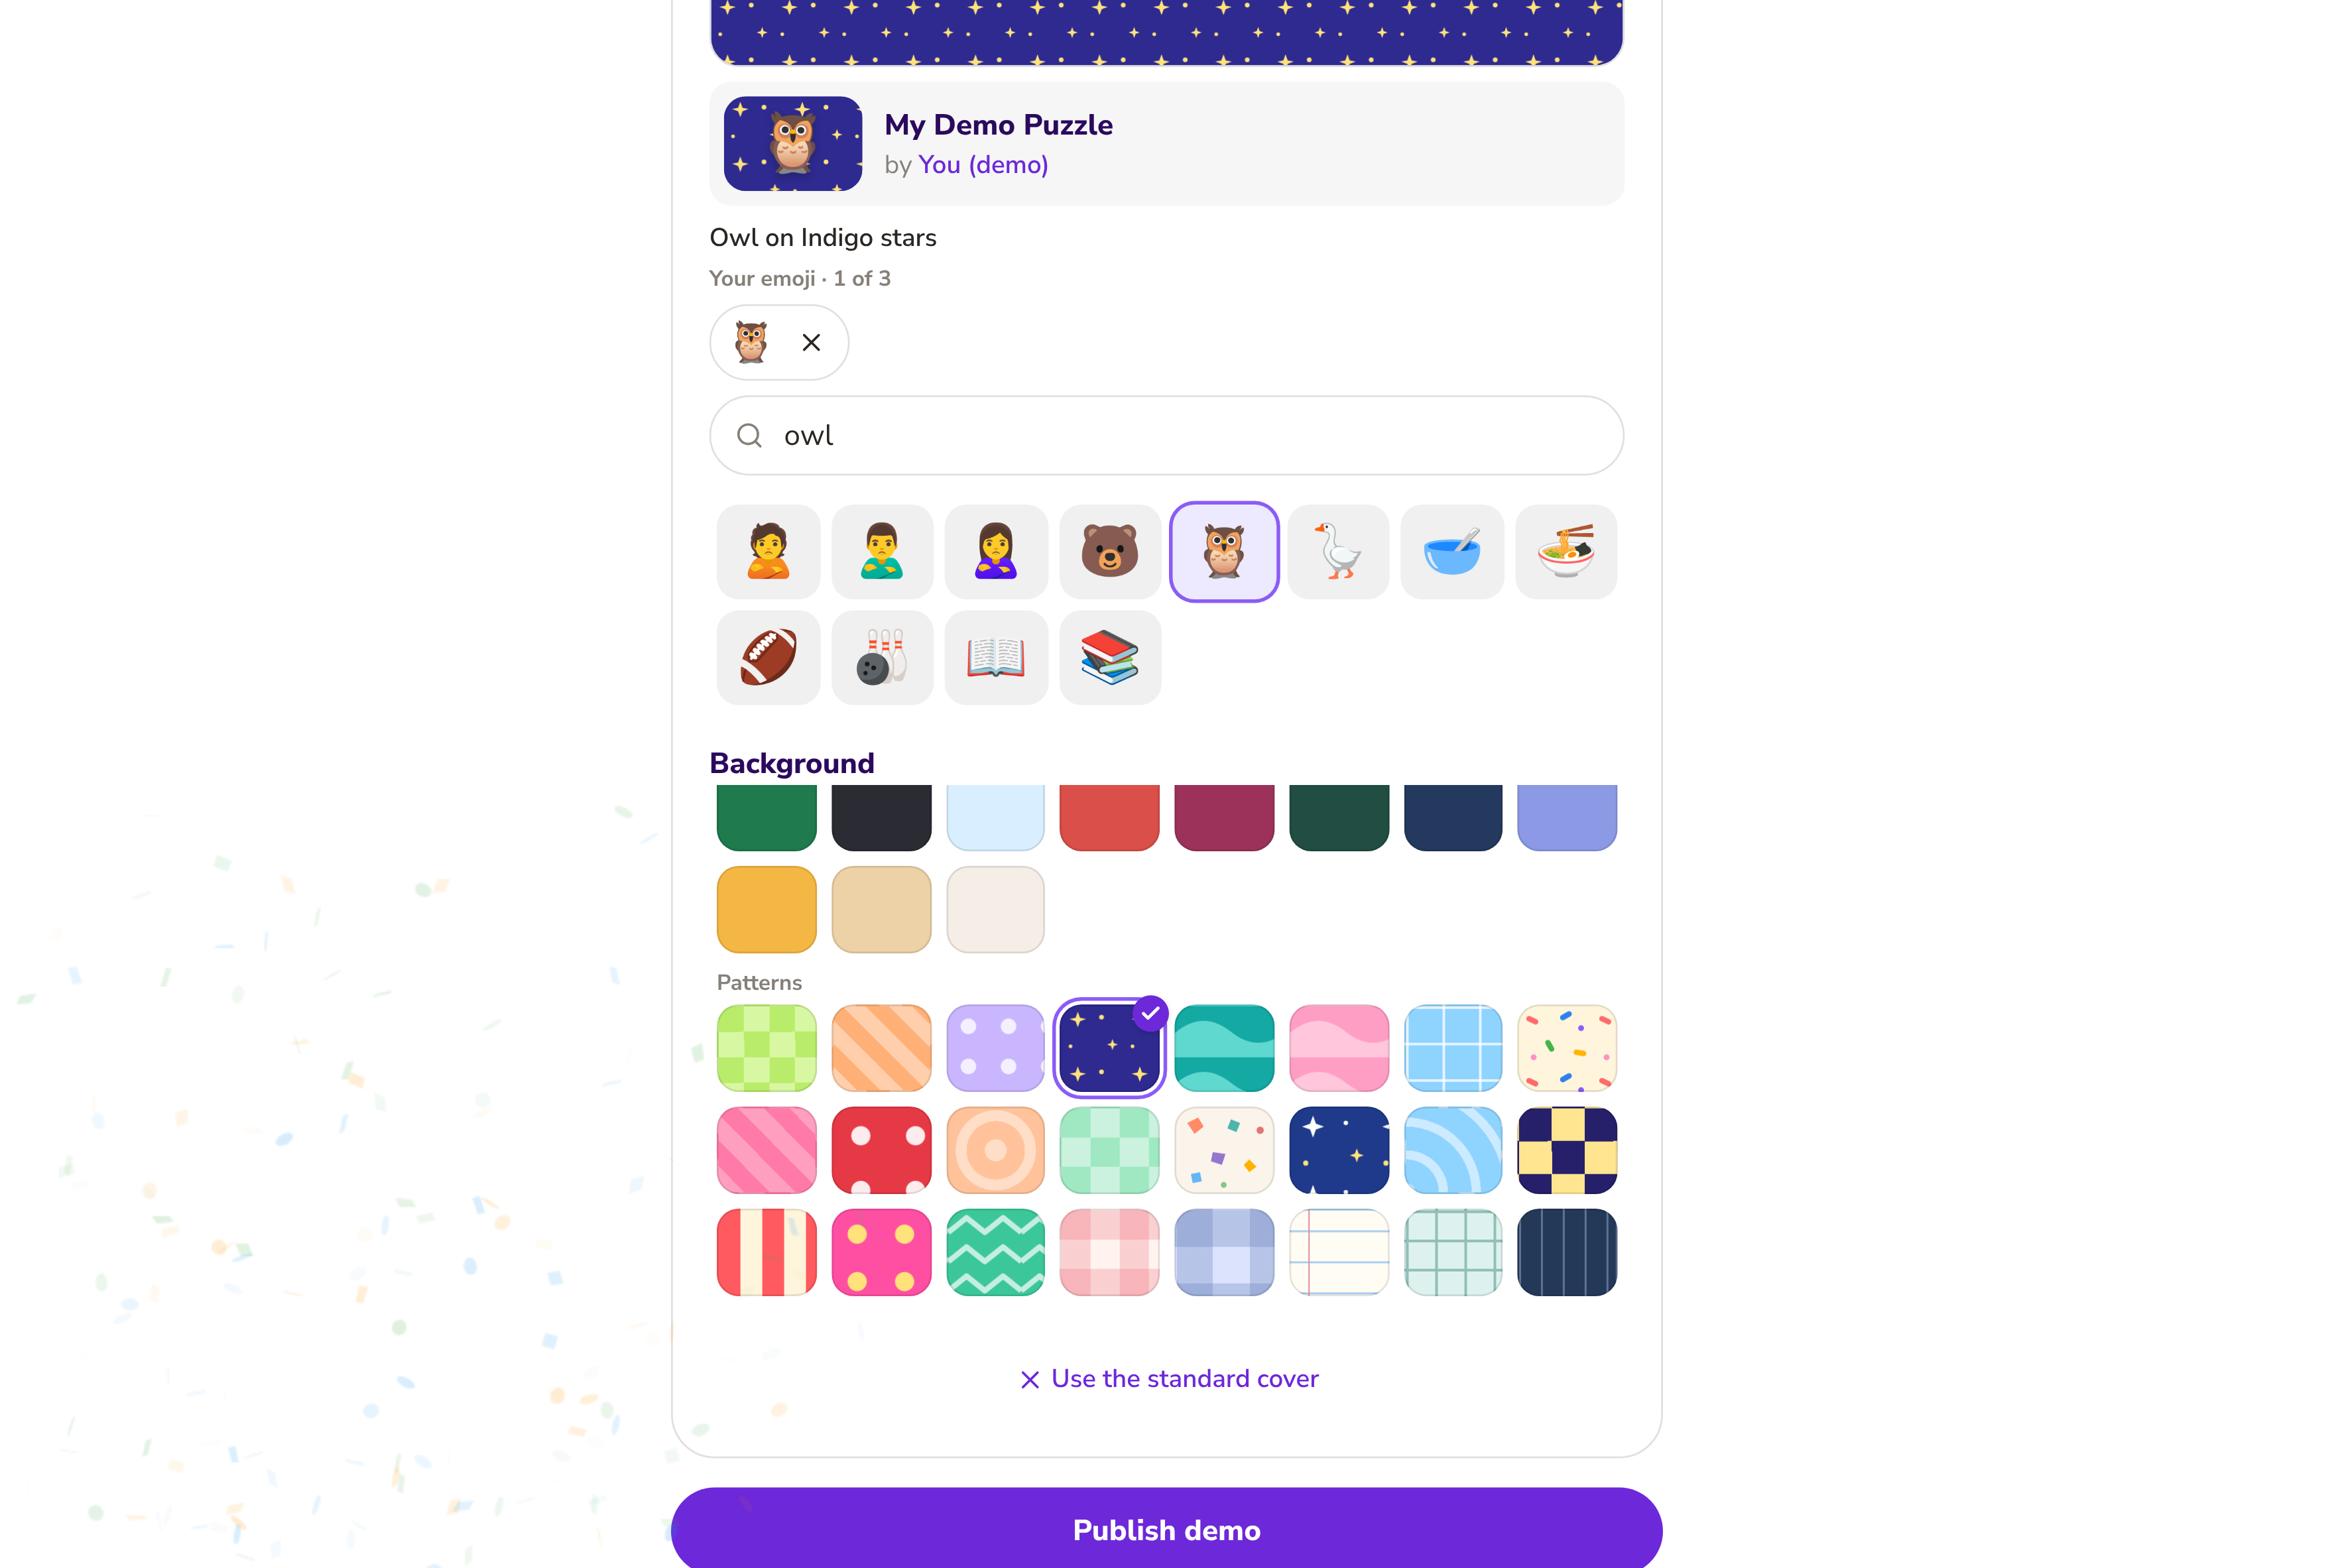 My Demo Puzzle
by You (demo)
Owl on Indigo stars
Your emoji · 1 of 3
owl
Background
Patterns
Use the standard cover
Publish demo